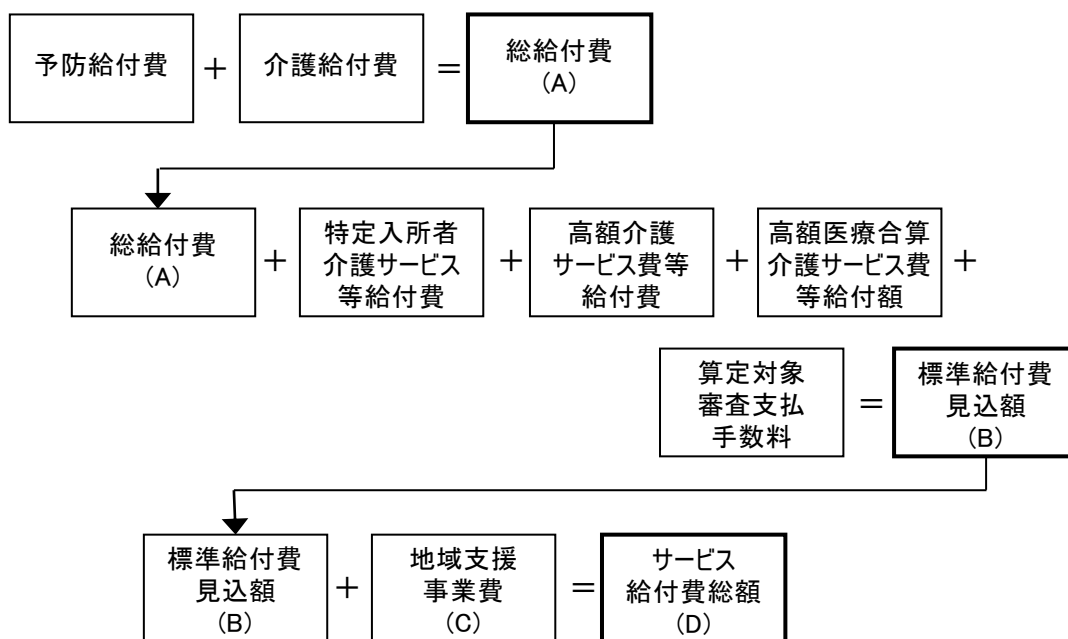 予防給付費 + 介護給付費 = 総給付費
(A)
総給付費
(A)
+
特定入所者
介護サービス
等給付費
+
高額介護
サービス費等
給付費
+
高額医療合算
介護サービス費
等給付額
+
算定対象
審査支払
手数料
=
標準給付費
見込額
(B)
標準給付費
見込額
(B)
+
地域支援
事業費
(C)
=
サービス
給付費総額
(D)